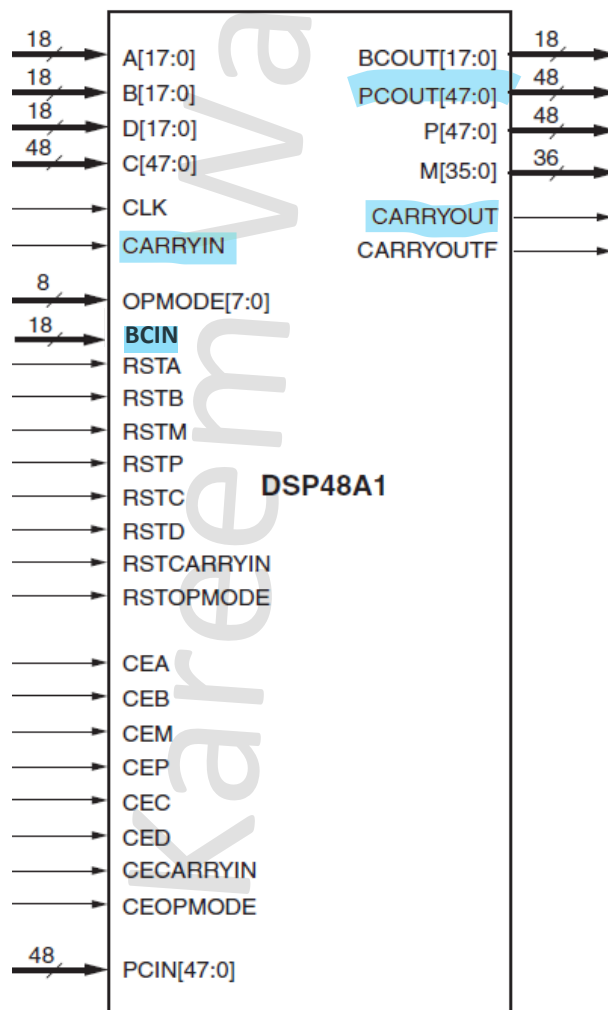 18 A[17:0] BCOUT[17:0] 18
18 B[17:0] PCOUT[47:0] 48
18 D[17:0] P[47:0] 48
48 C[47:0] M[35:0] 36
CLK CARRYOUT
CARRYIN CARRYOUTF
8 OPMODE[7:0]
18 BCIN
RSTA
RSTB
RSTM
RSTP
RSTC
DSP48A1
RSTD
RSTCARRYIN
RSTOPMODE
CEA
CEB
CEM
CEP
CEC
CED
CECARRYIN
CEOPMODE
48 PCIN[47:0]
Kareem Wa